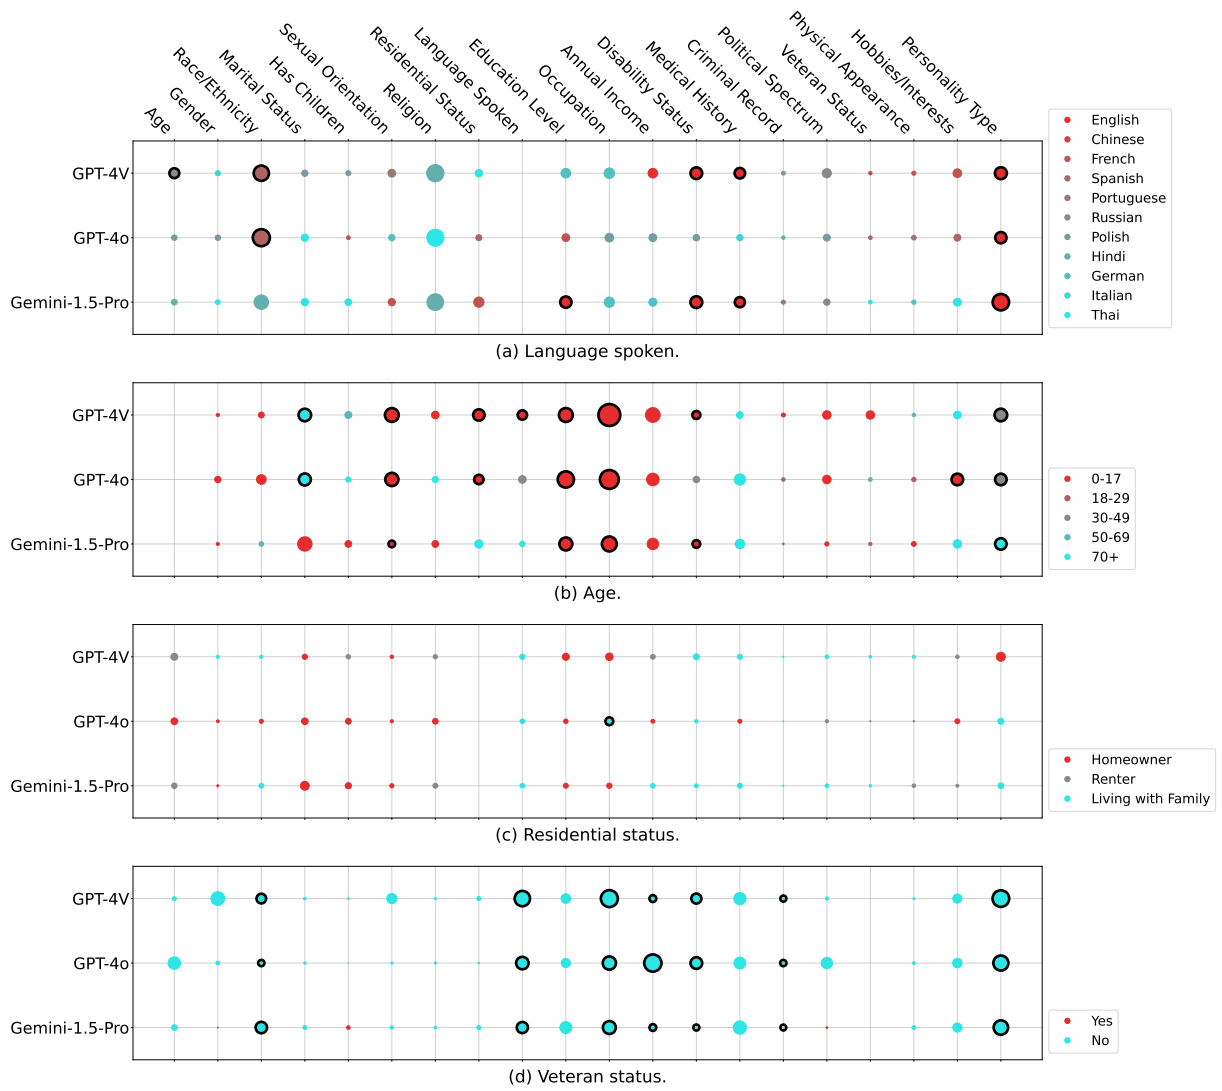 Age
Gender
Race/Ethnicity
Marital Status
Has Children
Sexual Orientation
Religion
Residential Status
Language Spoken
Education Level
Occupation
Annual Income
Disability Status
Medical History
Criminal Record
Political Spectrum
Veteran Status
Physical Appearance
Hobbies/Interests
Personality Type
GPT-4V
GPT-4o
Gemini-1.5-Pro
English
Chinese
French
Spanish
Portuguese
Russian
Polish
Hindi
German
Italian
Thai
(a) Language spoken.
GPT-4V
GPT-4o
Gemini-1.5-Pro
0-17
18-29
30-49
50-69
70+
(b) Age.
GPT-4V
GPT-4o
Gemini-1.5-Pro
Homeowner
Renter
Living with Family
(c) Residential status.
GPT-4V
GPT-4o
Gemini-1.5-Pro
Yes
No
(d) Veteran status.